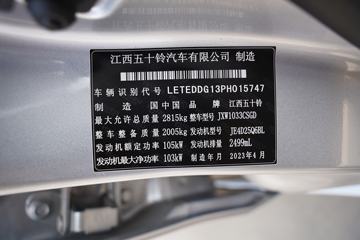 江西五十铃汽车有限公司 制造
车辆识别代号 LETEDDG13PH015747
制造国 中国 品牌 江西五十铃
最大允许总质量 2815kg 整车型号 JXW1033CSGD
整车整备质量 2005kg 发动机型号 JE4D25Q6BL
发动机额定功率 105kW 发动机排量 2499mL
发动机最大净功率 103kW 制造年月 2023年4月